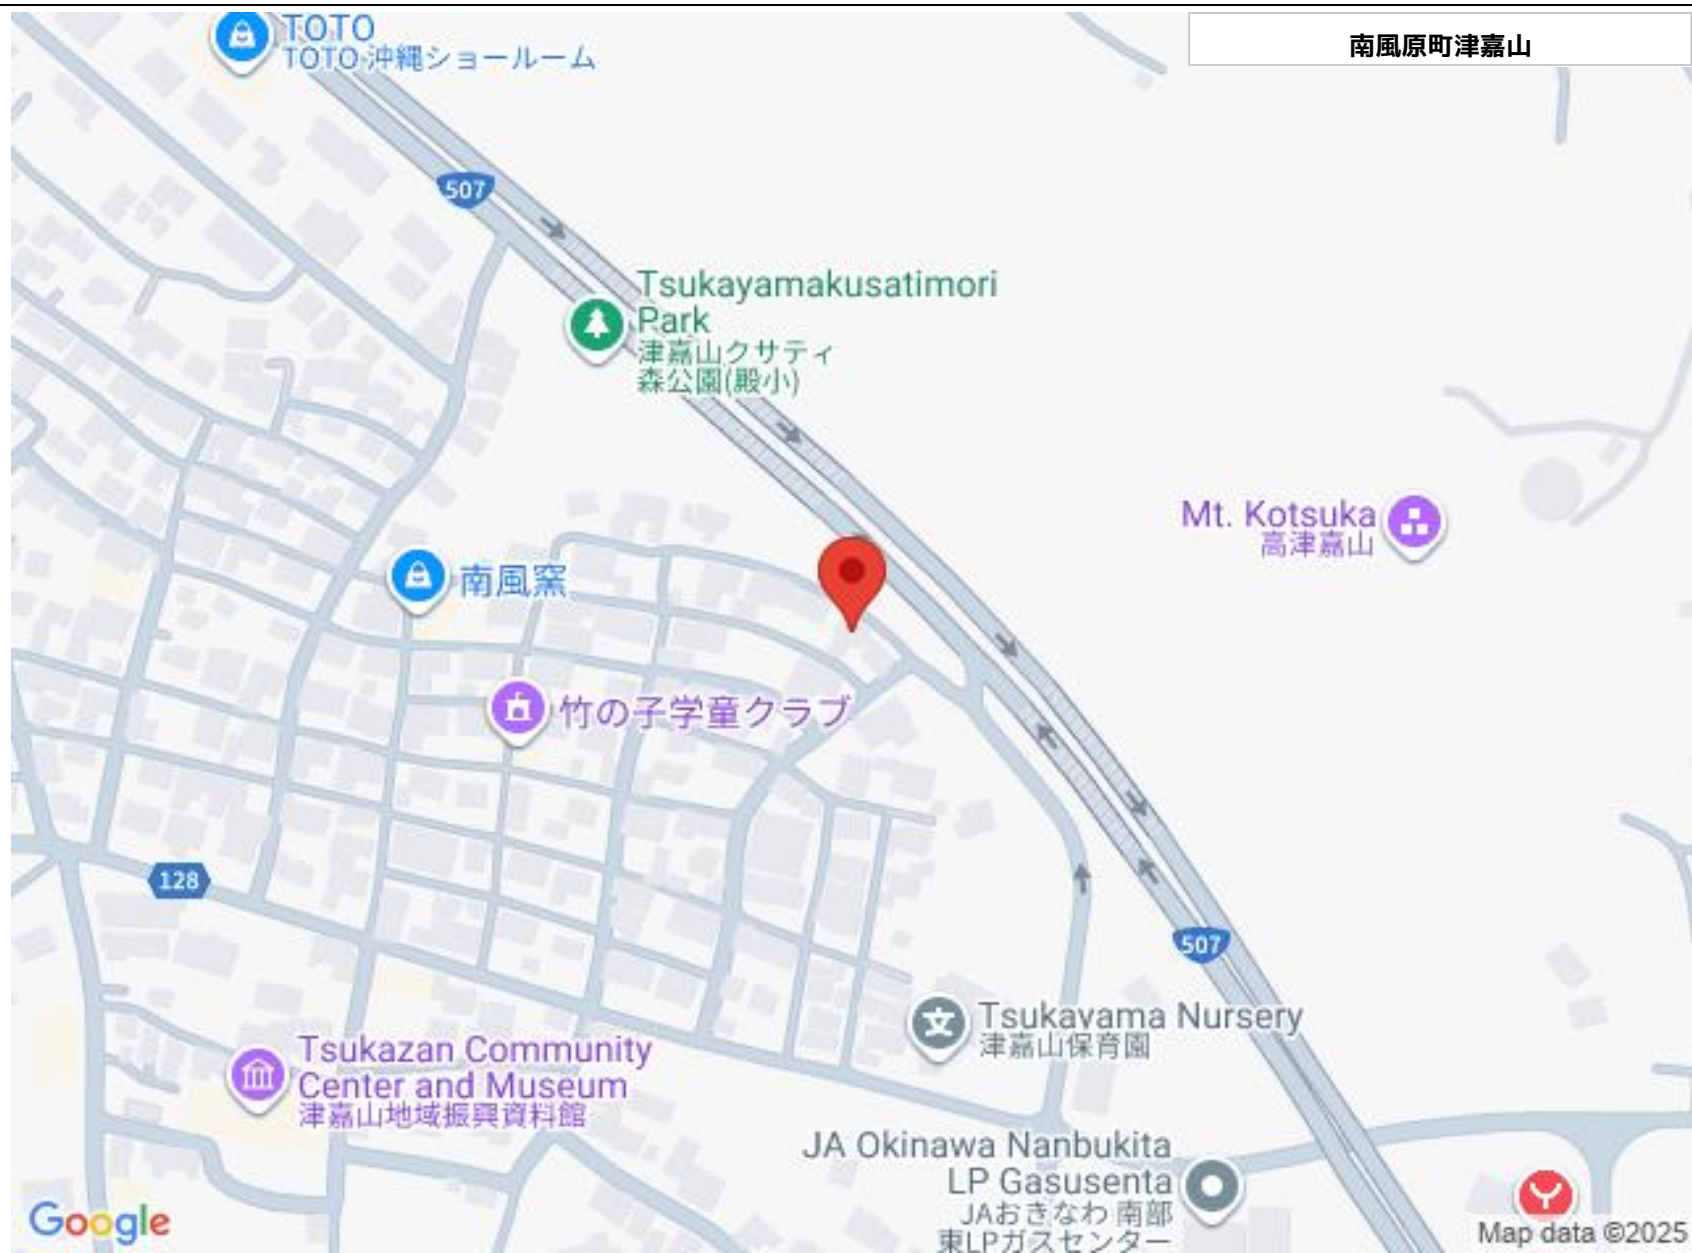 TOTO
TOTO 沖縄ショールーム
南風原町津嘉山
507
Tsukayamakusatimori
Park
津嘉山クサティ
森公園(殿小)
Mt. Kotsuka
高津嘉山
南風窯
竹の子学童クラブ
128
507
Tsukayama Nursery
津嘉山保育園
Tsukazan Community
Center and Museum
津嘉山地域振興資料館
JA Okinawa Nanbukita
LP Gasusenta
JAおきなわ 南部
東LPガスセンター
Google
Map data ©2025